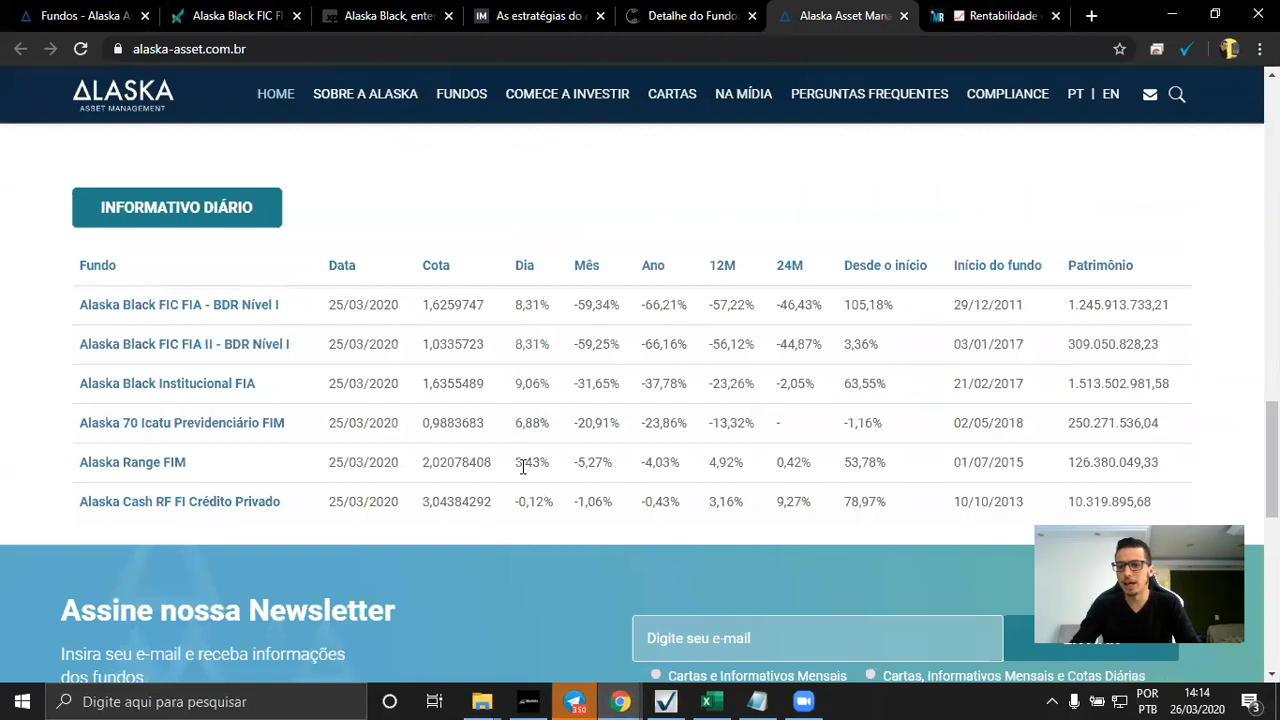 Fundos - Alaska A
Alaska Black FIC FI
Alaska Black, enter
As estratégias do
Detalhe do Fundo:
Alaska Asset Mana
Rentabilidade
alaska-asset.com.br
ALASKA
ASSET MANAGEMENT
HOME SOBRE A ALASKA FUNDOS COMECE A INVESTIR CARTAS NA MÍDIA PERGUNTAS FREQUENTES COMPLIANCE PT | EN
INFORMATIVO DIÁRIO
Fundo Data Cota Dia Mês Ano 12M 24M Desde o início Início do fundo Patrimônio
Alaska Black FIC FIA - BDR Nível I 25/03/2020 1,6259747 8,31% -59,34% -66,21% -57,22% -46,43% 105,18% 29/12/2011 1.245.913.733,21
Alaska Black FIC FIA II - BDR Nível I 25/03/2020 1,0335723 8,31% -59,25% -66,16% -56,12% -44,87% 3,36% 03/01/2017 309.050.828,23
Alaska Black Institucional FIA 25/03/2020 1,6355489 9,06% -31,65% -37,78% -23,26% -2,05% 63,55% 21/02/2017 1.513.502.981,58
Alaska 70 Icatu Previdenciário FIM 25/03/2020 0,9883683 6,88% -20,91% -23,86% -13,32% - -1,16% 02/05/2018 250.271.536,04
Alaska Range FIM 25/03/2020 2,02078408 3,43% -5,27% -4,03% 4,92% 0,42% 53,78% 01/07/2015 126.380.049,33
Alaska Cash RF FI Crédito Privado 25/03/2020 3,04384292 -0,12% -1,06% -0,43% 3,16% 9,27% 78,97% 10/10/2013 10.319.895,68
Assine nossa Newsletter
Insira seu e-mail e receba informações
dos fundos
Digite seu e-mail
Cartas e Informativos Mensais Cartas, Informativos Mensais e Cotas Diárias
Digite aqui para pesquisar
350
POR
PTB
14:14
26/03/2020
3